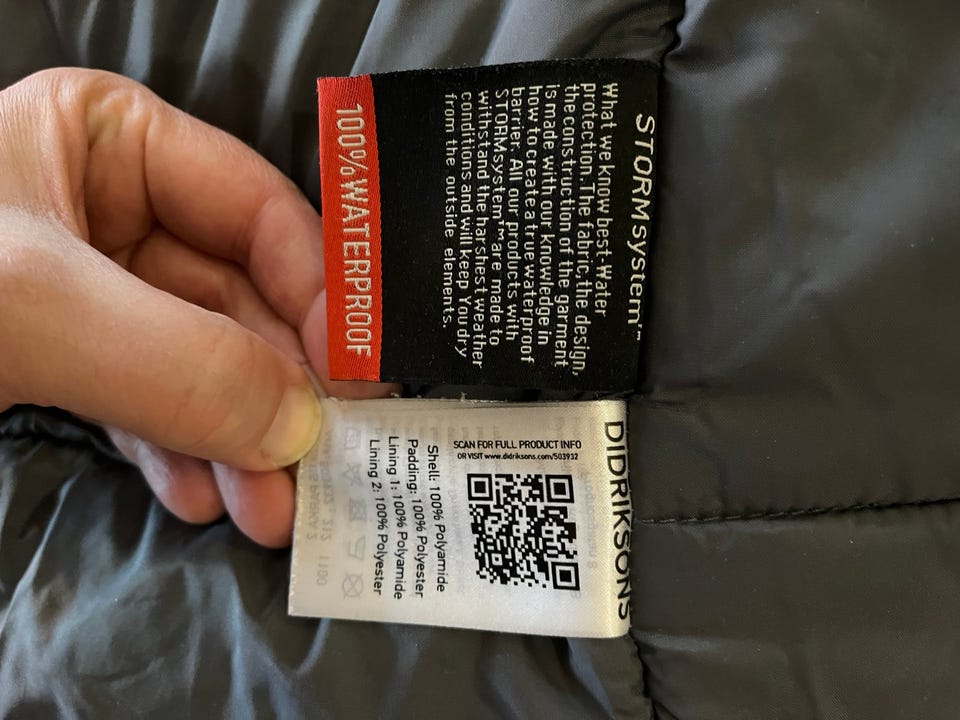 STORMsystem™
What we know best-Water
protection.The fabric,the design,
the construction of the garment
is made with our knowledge in
how to create a true waterproof
barrier. All our products with
STORMsystem™are made to
withstand the harshest weather
conditions and will keep You dry
from the outside elements.
100%WATERPROOF
DIDRIKSONS
SCAN FOR FULL PRODUCT INFO
OR VISIT www.didriksons.com/503932
Shell: 100% Polyamide
Padding: 100% Polyester
Lining 1: 100% Polyamide
Lining 2: 100% Polyester